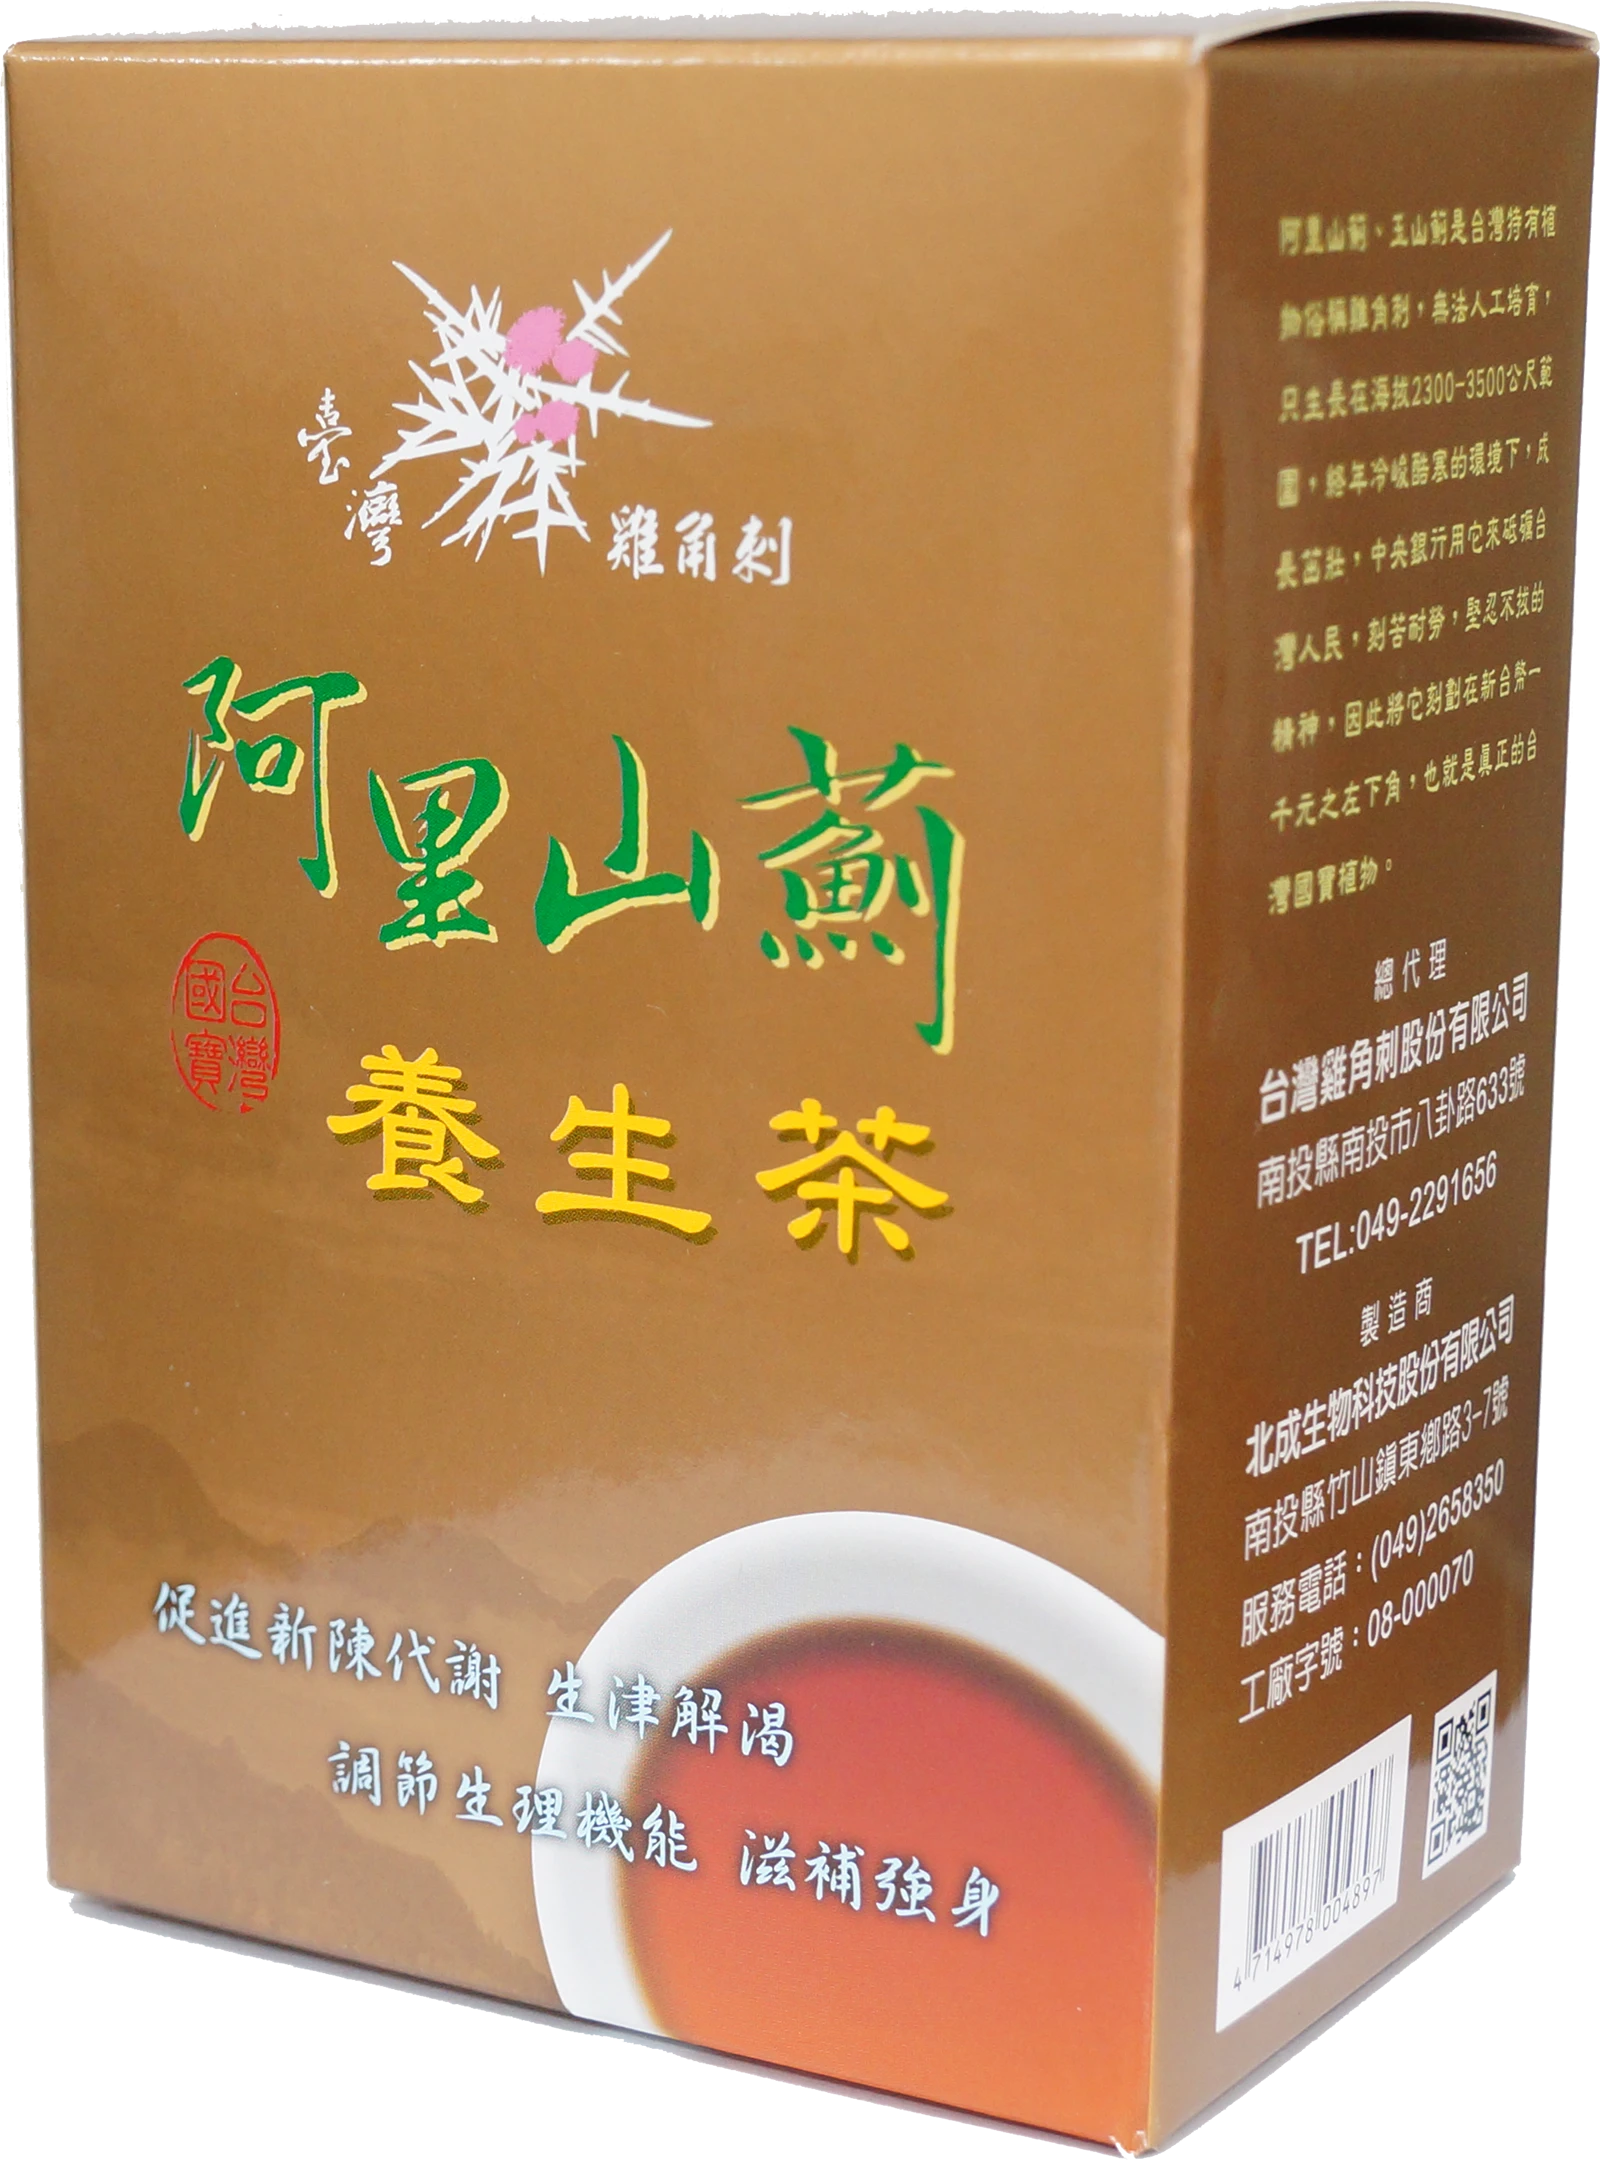 臺灣
雞角刺
阿里山薊
台灣
國寶
養生茶
促進新陳代謝 生津解渴
調節生理機能 滋補強身
阿里山薊、玉山薊是台灣特有植
物俗稱雞角刺，無法人工培育，
只生長在海拔2300-3500公尺範
圍，終年冷峻酷寒的環境下，成
長茁壯，中央銀行用它來砥礪台
灣人民，刻苦耐勞，堅忍不拔的
精神，因此將它刻劃在新台幣一
千元之左下角，也就是真正的台
灣國寶植物。
總代理
台灣雞角刺股份有限公司
南投縣南投市八卦路633號
TEL:049-2291656
製造商
北成生物科技股份有限公司
南投縣竹山鎮東鄉路3-7號
服務電話：(049)2658350
工廠字號：08-000070
4 714978 004897